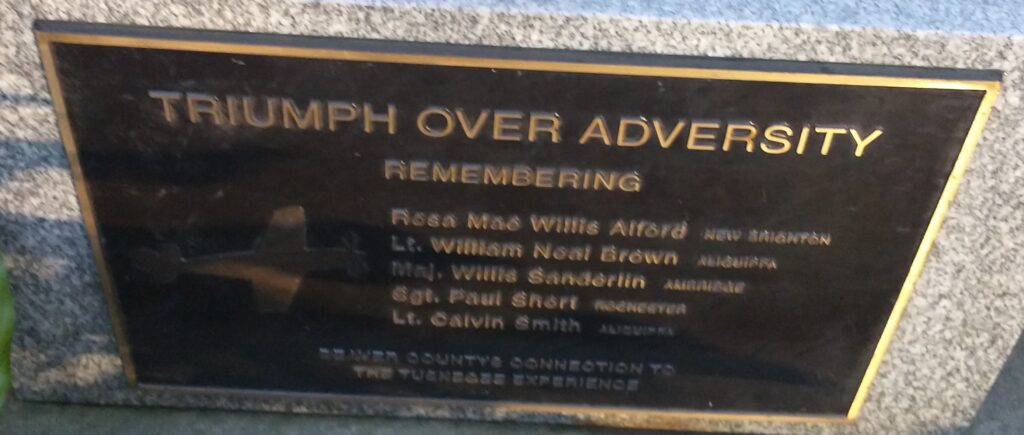 TRIUMPH OVER ADVERSITY
REMEMBERING
Rosa Mae Willis Alford NEW BRIGHTON
Lt. William Neal Brown ALIQUIPPA
Maj. Willis Sanderlin AMBRIDGE
Sgt. Paul Short ROCHESTER
Lt. Calvin Smith ALIQUIPPA
BEAVER COUNTYS CONNECTION TO
THE TUSKEGEE EXPERIENCE